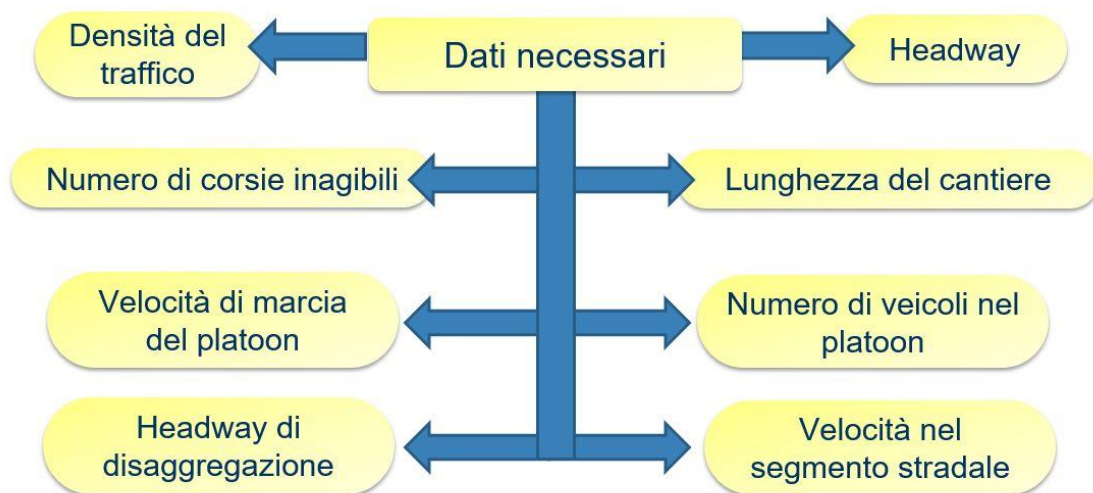 Densità del
traffico
Dati necessari
Headway
Numero di corsie inagibili
Lunghezza del cantiere
Velocità di marcia
del platoon
Numero di veicoli nel
platoon
Headway di
disaggregazione
Velocità nel
segmento stradale